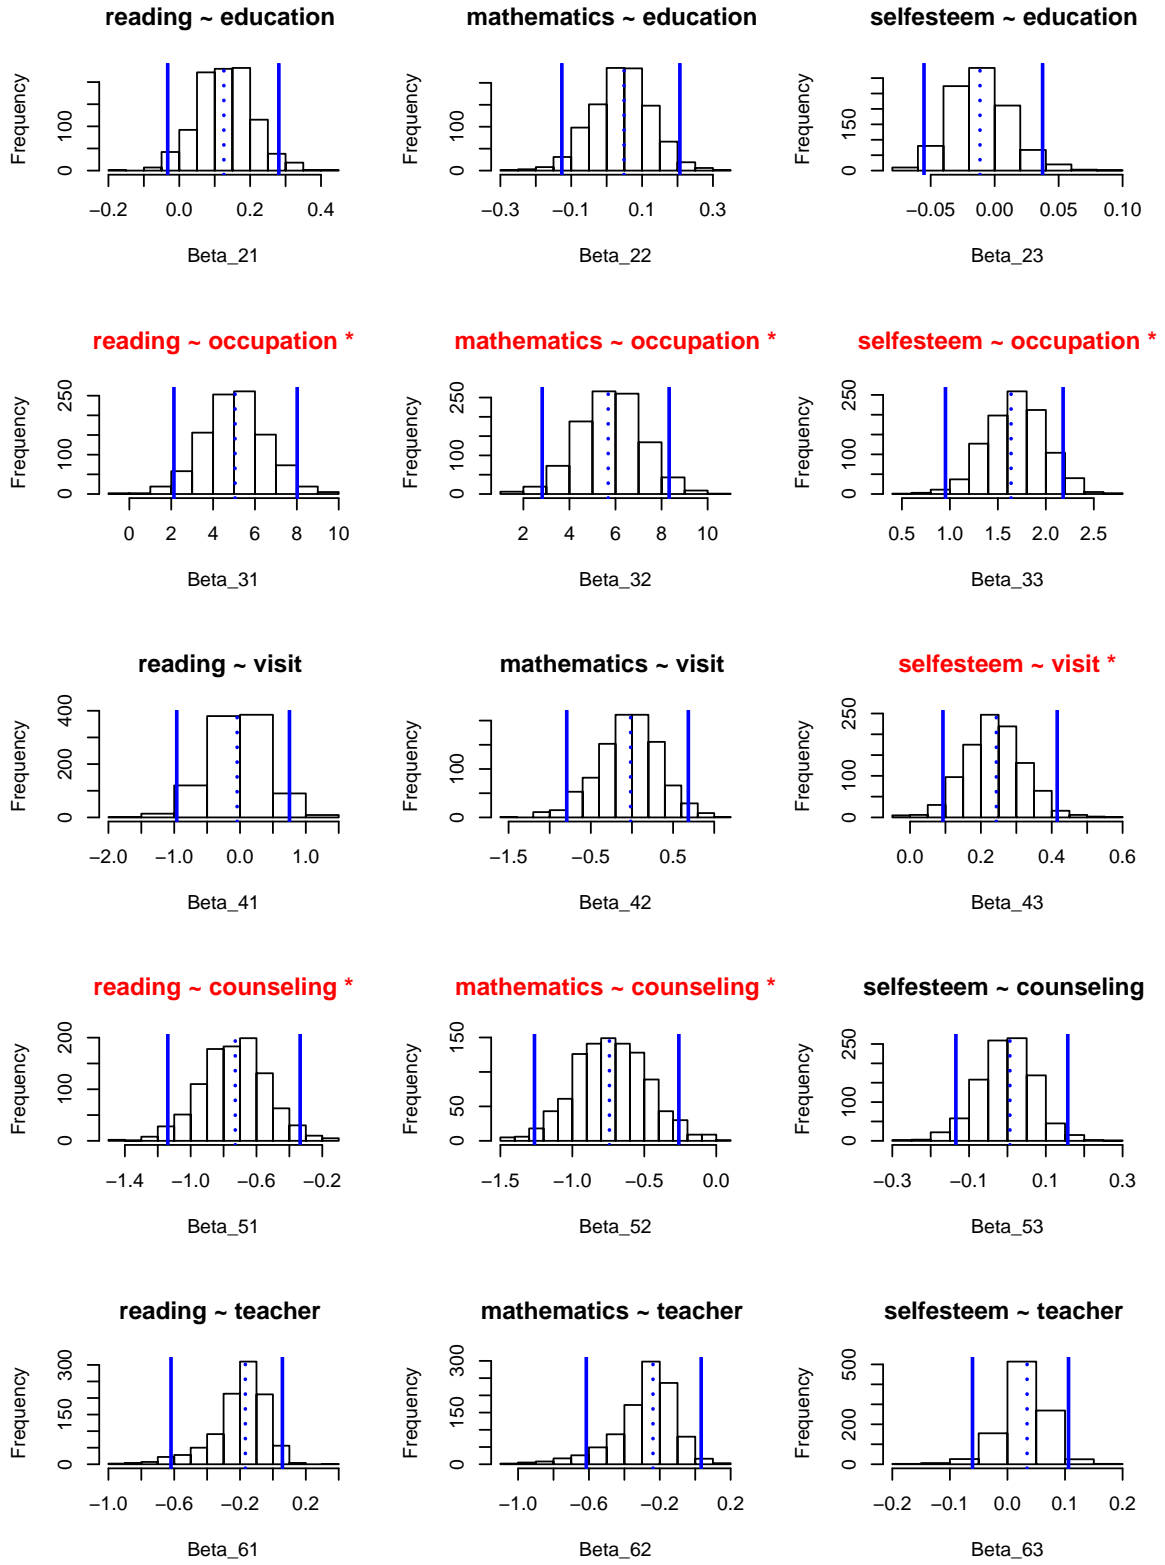 reading ~ education
mathematics ~ education
selfesteem ~ education
Frequency
0 100
−0.2 0.0 0.2 0.4
Beta_21
Frequency
0 100
−0.3 −0.1 0.1 0.3
Beta_22
Frequency
0 150
−0.05 0.00 0.05 0.10
Beta_23
reading ~ occupation *
mathematics ~ occupation *
selfesteem ~ occupation *
Frequency
0 100 250
0 2 4 6 8 10
Beta_31
Frequency
0 100 250
2 4 6 8 10
Beta_32
Frequency
0 100 250
0.5 1.0 1.5 2.0 2.5
Beta_33
reading ~ visit
mathematics ~ visit
selfesteem ~ visit *
Frequency
0 200 400
−2.0 −1.0 0.0 1.0
Beta_41
Frequency
0 100
−1.5 −0.5 0.5
Beta_42
Frequency
0 100 250
0.0 0.2 0.4 0.6
Beta_43
reading ~ counseling *
mathematics ~ counseling *
selfesteem ~ counseling
Frequency
0 100 200
−1.4 −1.0 −0.6 −0.2
Beta_51
Frequency
0 50 150
−1.5 −1.0 −0.5 0.0
Beta_52
Frequency
0 100 250
−0.3 −0.1 0.1 0.3
Beta_53
reading ~ teacher
mathematics ~ teacher
selfesteem ~ teacher
Frequency
0 150 300
−1.0 −0.6 −0.2 0.2
Beta_61
Frequency
0 150 300
−1.0 −0.6 −0.2 0.2
Beta_62
Frequency
0 200 500
−0.2 0.0 0.1 0.2
Beta_63